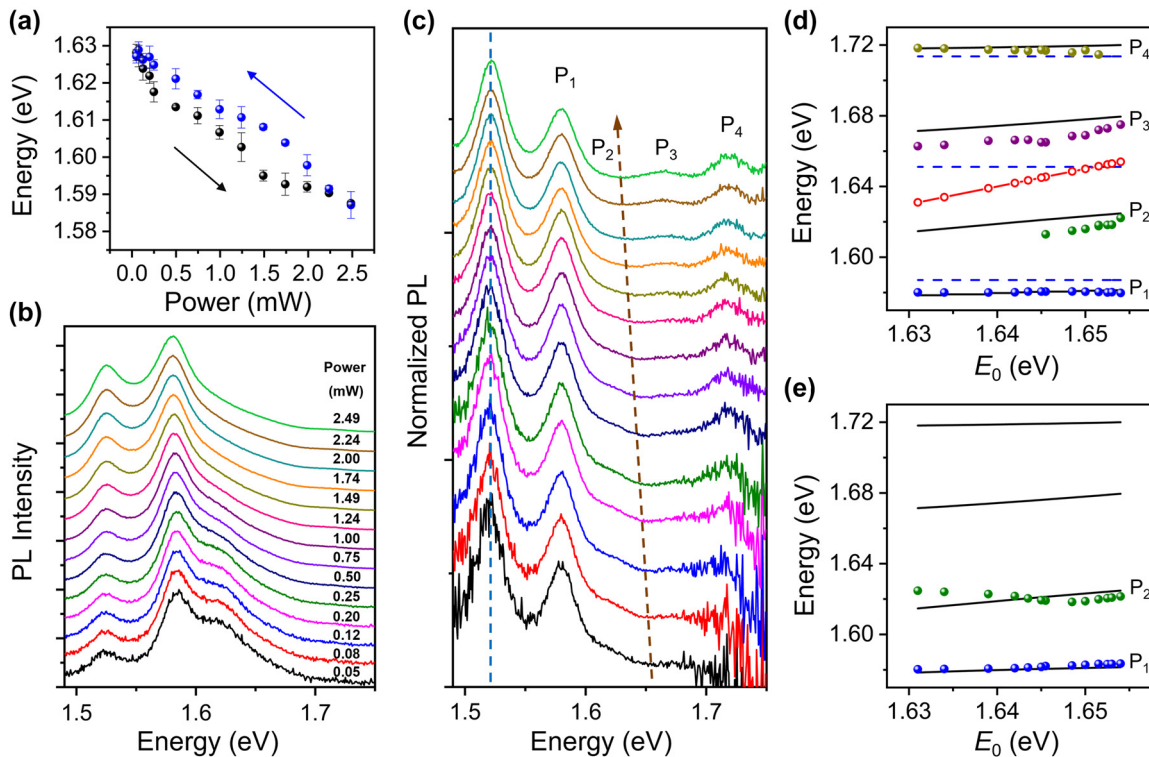 (a)
1.63
1.62
1.61
1.60
1.59
1.58
Energy (eV)
0.0 0.5 1.0 1.5 2.0 2.5
Power (mW)
(b)
Power
(mW)
2.49
2.24
2.00
1.74
1.49
1.24
1.00
0.75
0.50
0.25
0.20
0.12
0.08
0.05
PL Intensity
1.5 1.6 1.7
Energy (eV)
(c)
P1
P2
P3
P4
Normalized PL
1.5 1.6 1.7
Energy (eV)
(d)
1.72
1.68
1.64
1.60
Energy (eV)
P4
P3
P2
P1
1.63 1.64 1.65
E0 (eV)
(e)
1.72
1.68
1.64
1.60
Energy (eV)
P2
P1
1.63 1.64 1.65
E0 (eV)